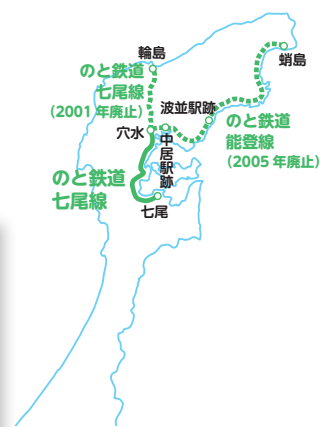 輪島
蛸島
のと鉄道
七尾線
（2001 年廃止）
波並駅跡
穴水
中居駅跡
のと鉄道
能登線
（2005 年廃止）
のと鉄道
七尾線
七尾